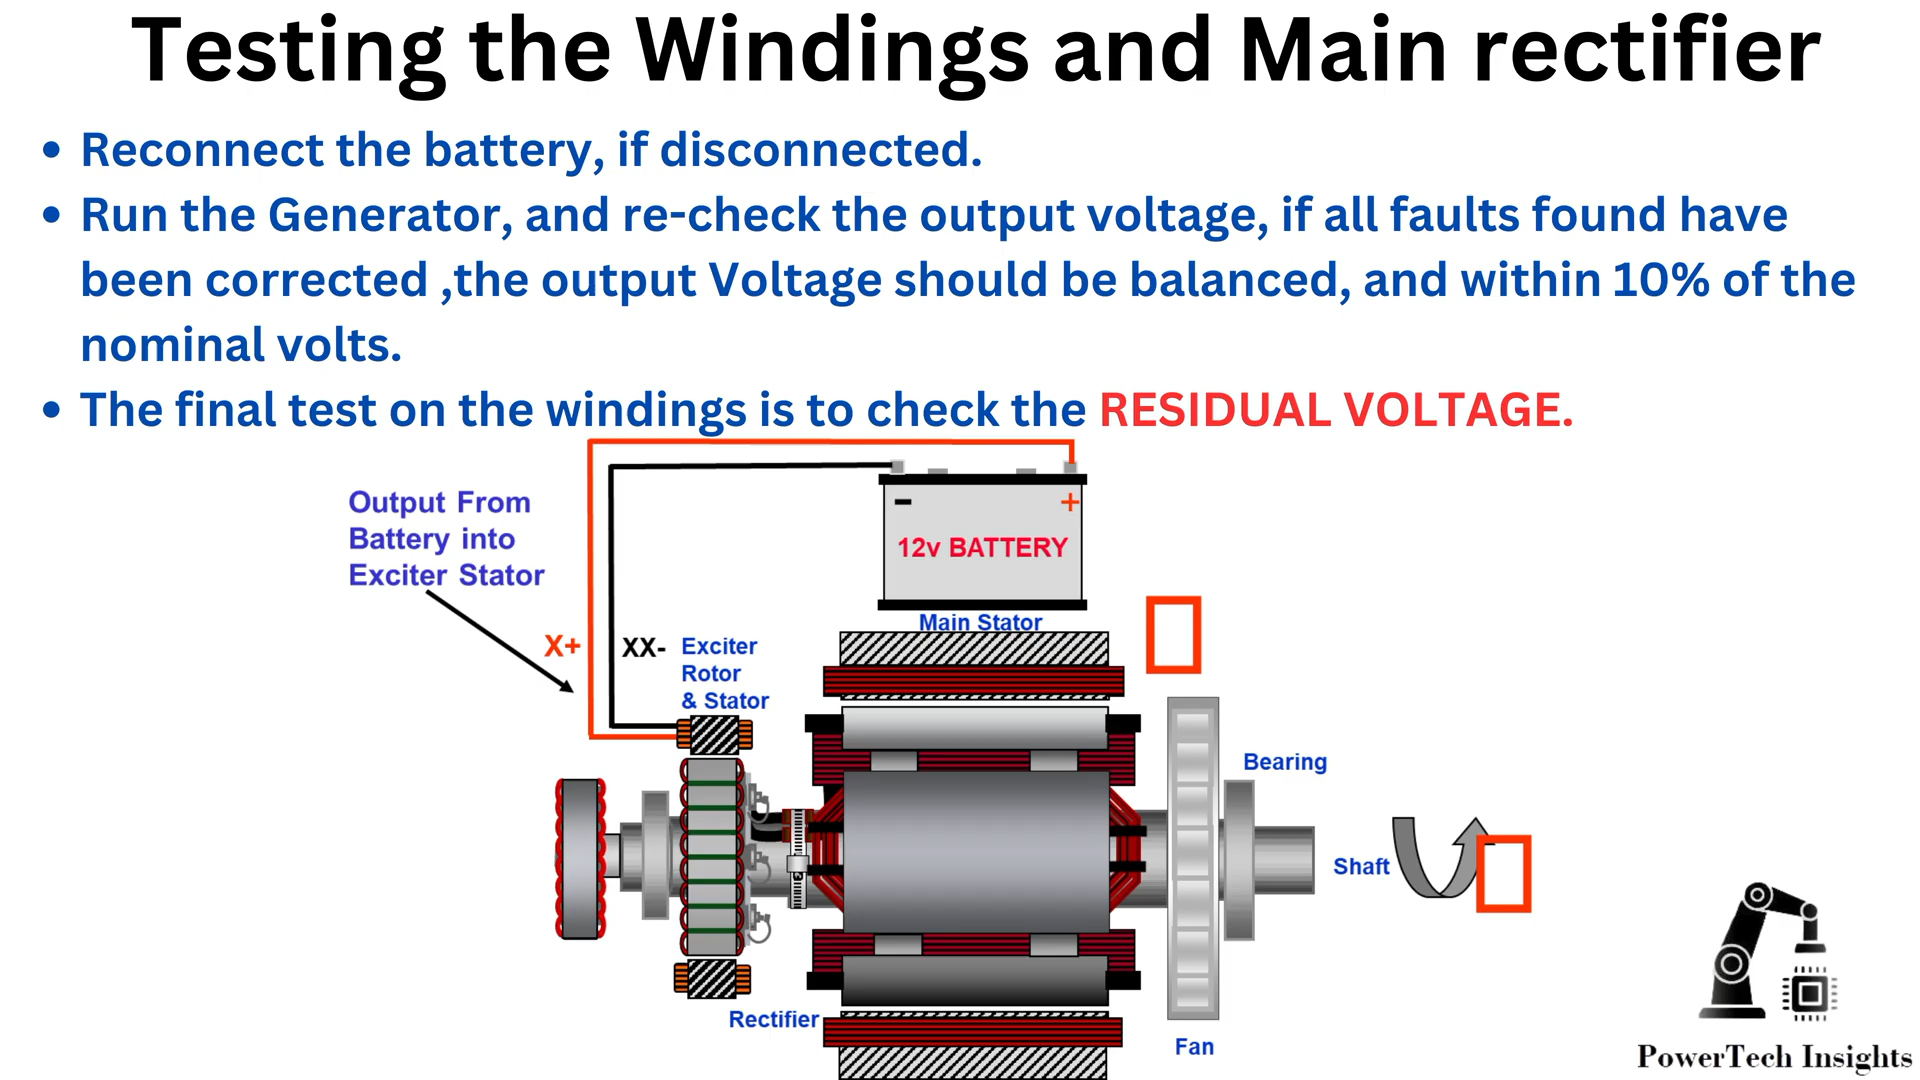 Testing the Windings and Main rectifier
• Reconnect the battery, if disconnected.
• Run the Generator, and re-check the output voltage, if all faults found have
been corrected ,the output Voltage should be balanced, and within 10% of the
nominal volts.
• The final test on the windings is to check the RESIDUAL VOLTAGE.
Output From
Battery into
Exciter Stator
- +
12v BATTERY
Main Stator
X+
XX-
Exciter
Rotor
& Stator
Bearing
Shaft
Rectifier
Fan
PowerTech Insights